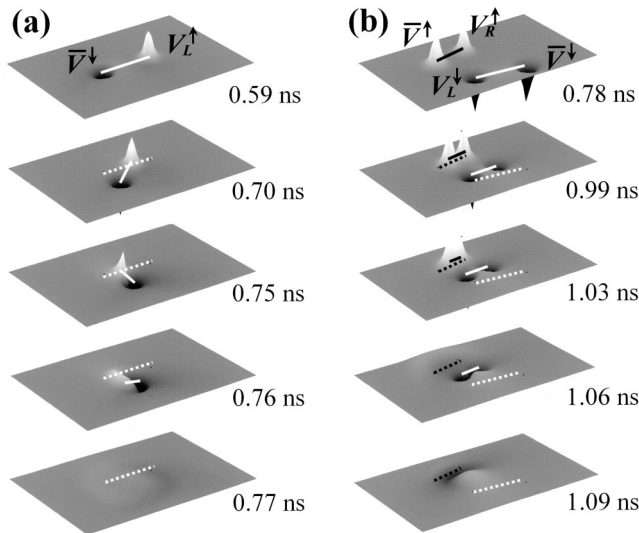 (a)
V̅↓ V_L↑
0.59 ns
0.70 ns
0.75 ns
0.76 ns
0.77 ns
(b)
V̅↑ V_R↑
V_L↓ V̅↓
0.78 ns
0.99 ns
1.03 ns
1.06 ns
1.09 ns